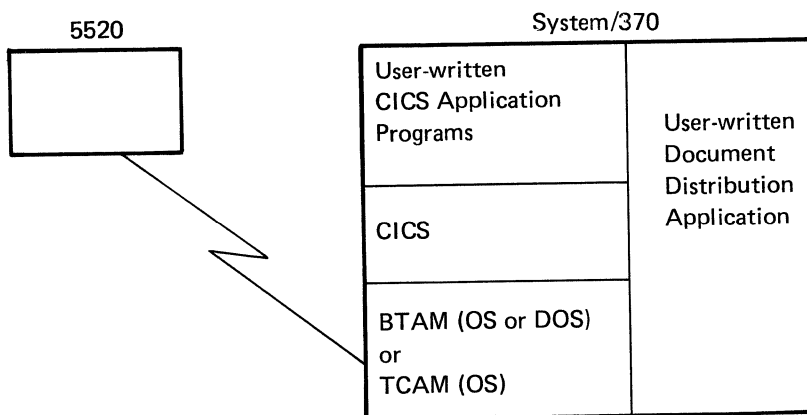 5520
System/370
User-written
CICS Application
Programs
CICS
BTAM (OS or DOS)
or
TCAM (OS)
User-written
Document
Distribution
Application